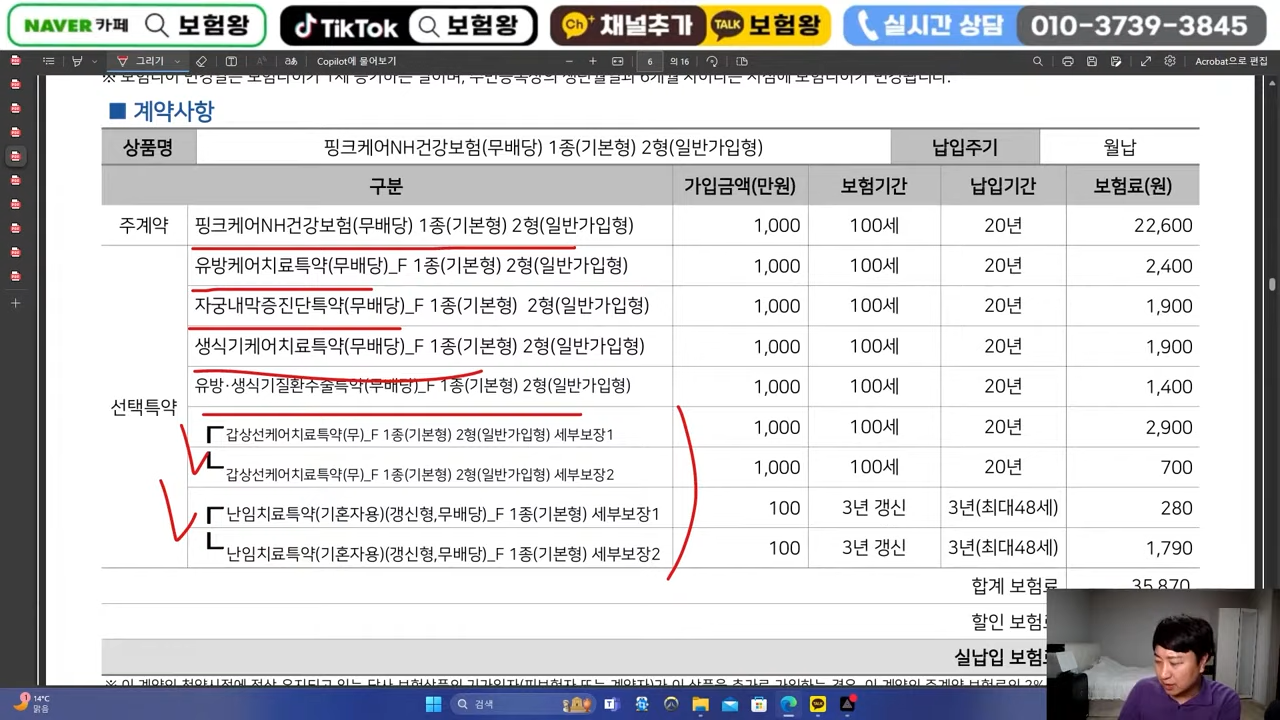 NAVER 카페 보험왕 TikTok 보험왕 Ch+ 채널추가 TALK 보험왕 실시간 상담 010-3739-3845
그리기 Copilot에 물어보기 6 의 16 Acrobat으로 편집
■ 계약사항
상품명 핑크케어NH건강보험(무배당) 1종(기본형) 2형(일반가입형) 납입주기 월납
구분 가입금액(만원) 보험기간 납입기간 보험료(원)
주계약 핑크케어NH건강보험(무배당) 1종(기본형) 2형(일반가입형) 1,000 100세 20년 22,600
유방케어치료특약(무배당)_F 1종(기본형) 2형(일반가입형) 1,000 100세 20년 2,400
자궁내막증진단특약(무배당)_F 1종(기본형) 2형(일반가입형) 1,000 100세 20년 1,900
생식기케어치료특약(무배당)_F 1종(기본형) 2형(일반가입형) 1,000 100세 20년 1,900
유방·생식기질환수술특약(무배당)_F 1종(기본형) 2형(일반가입형) 1,000 100세 20년 1,400
선택특약
갑상선케어치료특약(무)_F 1종(기본형) 2형(일반가입형) 세부보장1 1,000 100세 20년 2,900
갑상선케어치료특약(무)_F 1종(기본형) 2형(일반가입형) 세부보장2 1,000 100세 20년 700
난임치료특약(기혼자용)(갱신형,무배당)_F 1종(기본형) 세부보장1 100 3년 갱신 3년(최대48세) 280
난임치료특약(기혼자용)(갱신형,무배당)_F 1종(기본형) 세부보장2 100 3년 갱신 3년(최대48세) 1,790
합계 보험료 35,870
할인 보험료
실납입 보험료
14°C
맑음 검색